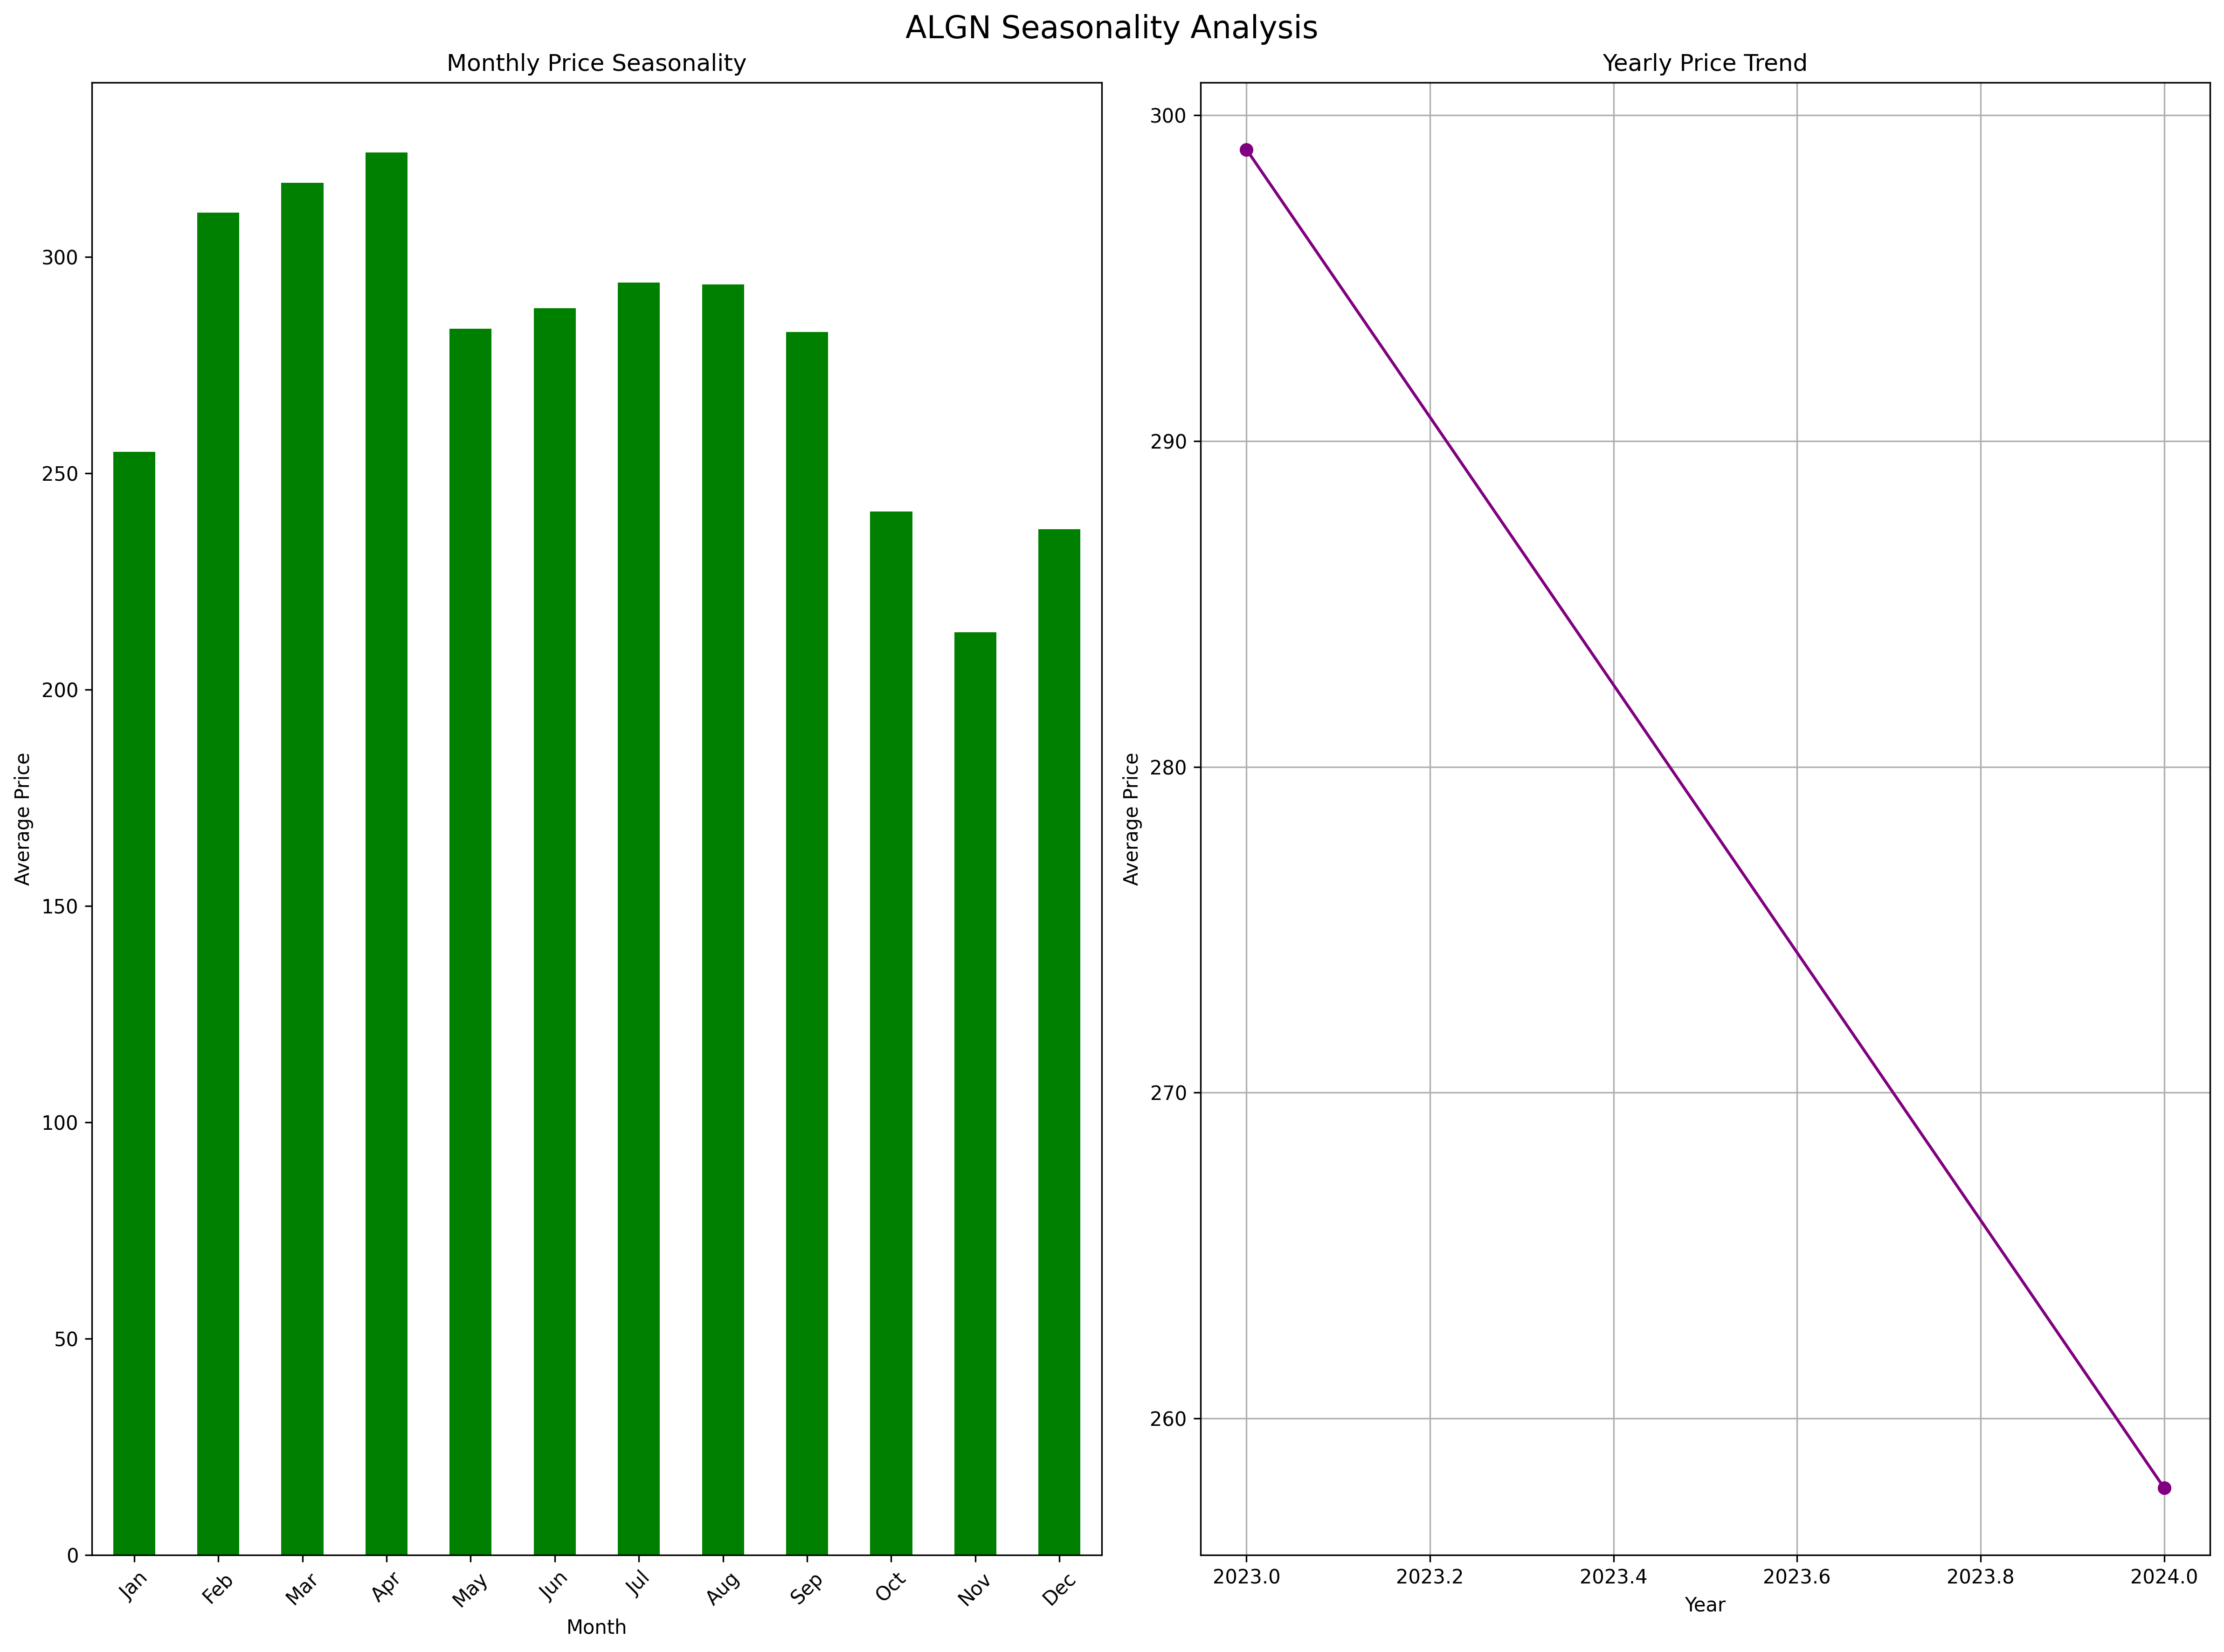 ALGN Seasonality Analysis
Monthly Price Seasonality
Average Price
300
250
200
150
100
50
0
Jan
Feb
Mar
Apr
May
Jun
Jul
Aug
Sep
Oct
Nov
Dec
Month
Yearly Price Trend
Average Price
300
290
280
270
260
2023.0
2023.2
2023.4
2023.6
2023.8
2024.0
Year